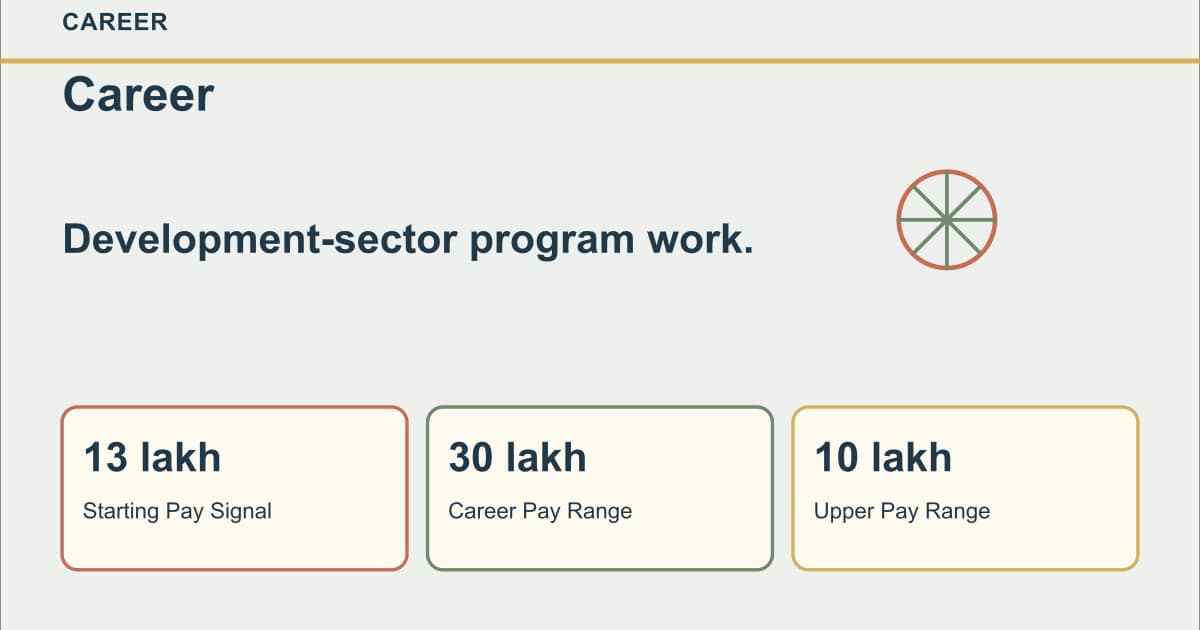 CAREER
Career
Development-sector program work.
13 lakh
Starting Pay Signal
30 lakh
Career Pay Range
10 lakh
Upper Pay Range